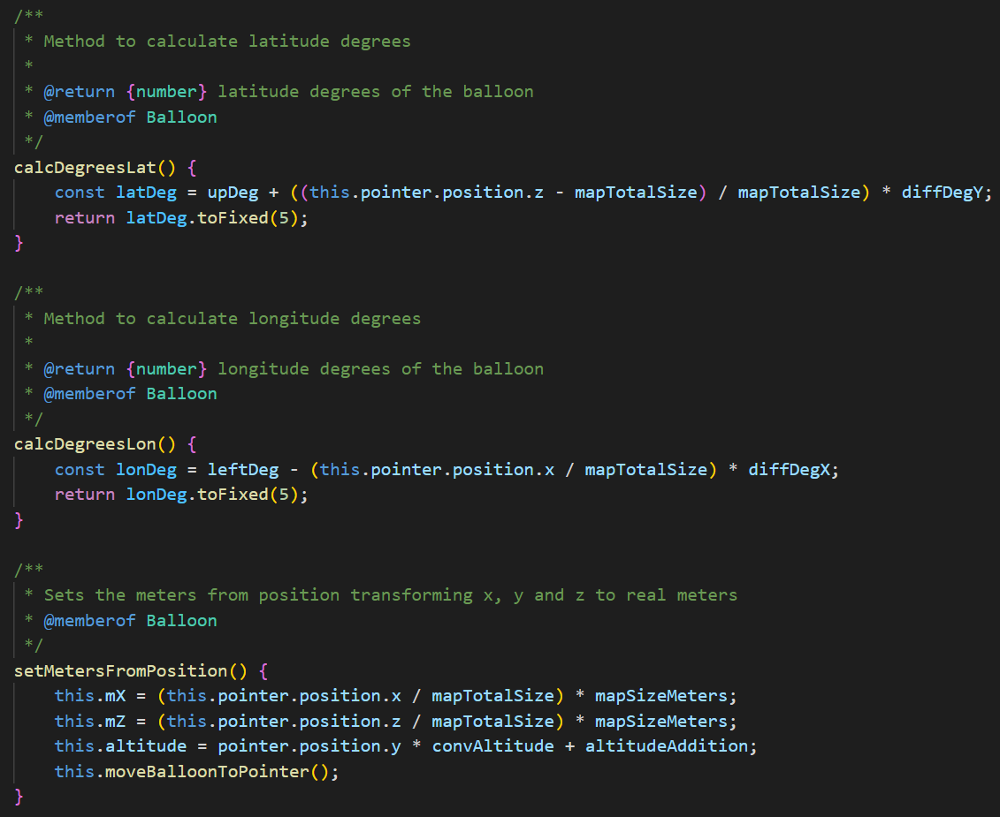 /**
 * Method to calculate latitude degrees
 *
 * @return {number} latitude degrees of the balloon
 * @memberof Balloon
 */
calcDegreesLat() {
    const latDeg = upDeg + ((this.pointer.position.z - mapTotalSize) / mapTotalSize) * diffDegY;
    return latDeg.toFixed(5);
}

/**
 * Method to calculate longitude degrees
 *
 * @return {number} longitude degrees of the balloon
 * @memberof Balloon
 */
calcDegreesLon() {
    const lonDeg = leftDeg - (this.pointer.position.x / mapTotalSize) * diffDegX;
    return lonDeg.toFixed(5);
}

/**
 * Sets the meters from position transforming x, y and z to real meters
 * @memberof Balloon
 */
setMetersFromPosition() {
    this.mX = (this.pointer.position.x / mapTotalSize) * mapSizeMeters;
    this.mZ = (this.pointer.position.z / mapTotalSize) * mapSizeMeters;
    this.altitude = pointer.position.y * convAltitude + altitudeAddition;
    this.moveBalloonToPointer();
}